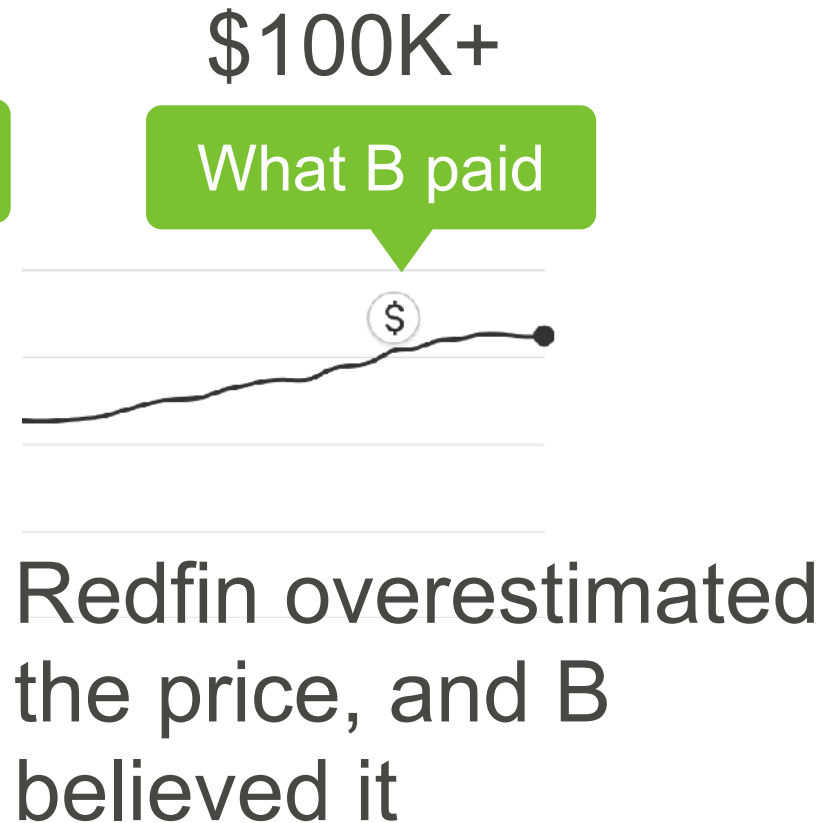 $100K+
What B paid
$
Redfin overestimated
the price, and B
believed it